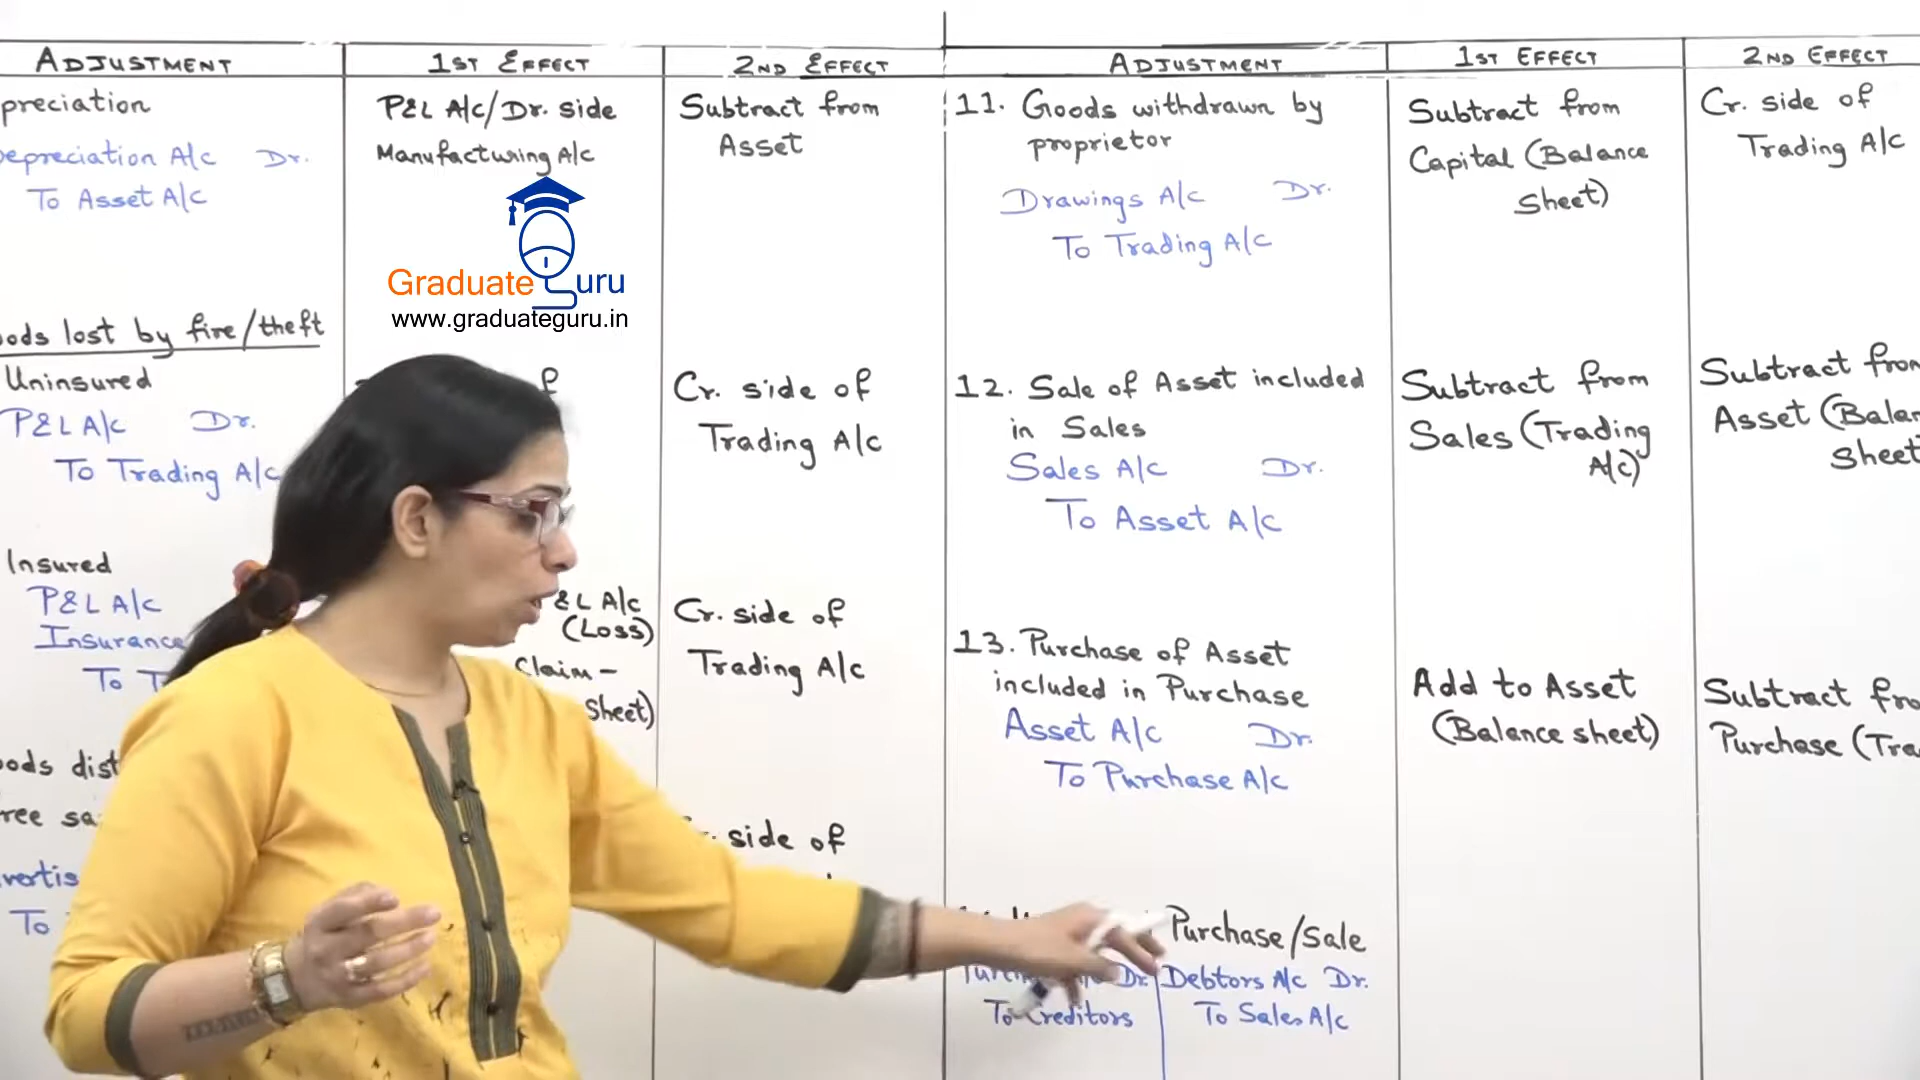 ADJUSTMENT
1ST EFFECT
2ND EFFECT
preciation
epreciation A/c Dr.
To Asset A/c
P&L A/c/Dr. side
Manufacturing A/c
Subtract from
Asset
Graduate uru
www.graduateguru.in
ods lost by fire/theft
Uninsured
P&L A/c Dr.
To Trading A/c
f
Cr. side of
Trading A/c
Insured
P&L A/c
Insurance
To T
&L A/c
(Loss)
Claim -
Sheet)
Cr. side of
Trading A/c
ods dist
ree sa
vertis
To
side of
ADJUSTMENT
1ST EFFECT
2ND EFFECT
11. Goods withdrawn by
proprietor
Drawings A/c Dr.
To Trading A/c
Subtract from
Capital (Balance
Sheet)
Cr. side of
Trading A/c
12. Sale of Asset included
in Sales
Sales A/c Dr.
To Asset A/c
Subtract from
Sales (Trading
A/c)
Subtract from
Asset (Balan
Sheet
13. Purchase of Asset
included in Purchase
Asset A/c Dr.
To Purchase A/c
Add to Asset
(Balance sheet)
Subtract fro
Purchase (Tra
Purchase/Sale
Dr.
To Creditors
Debtors A/c Dr.
To Sales A/c